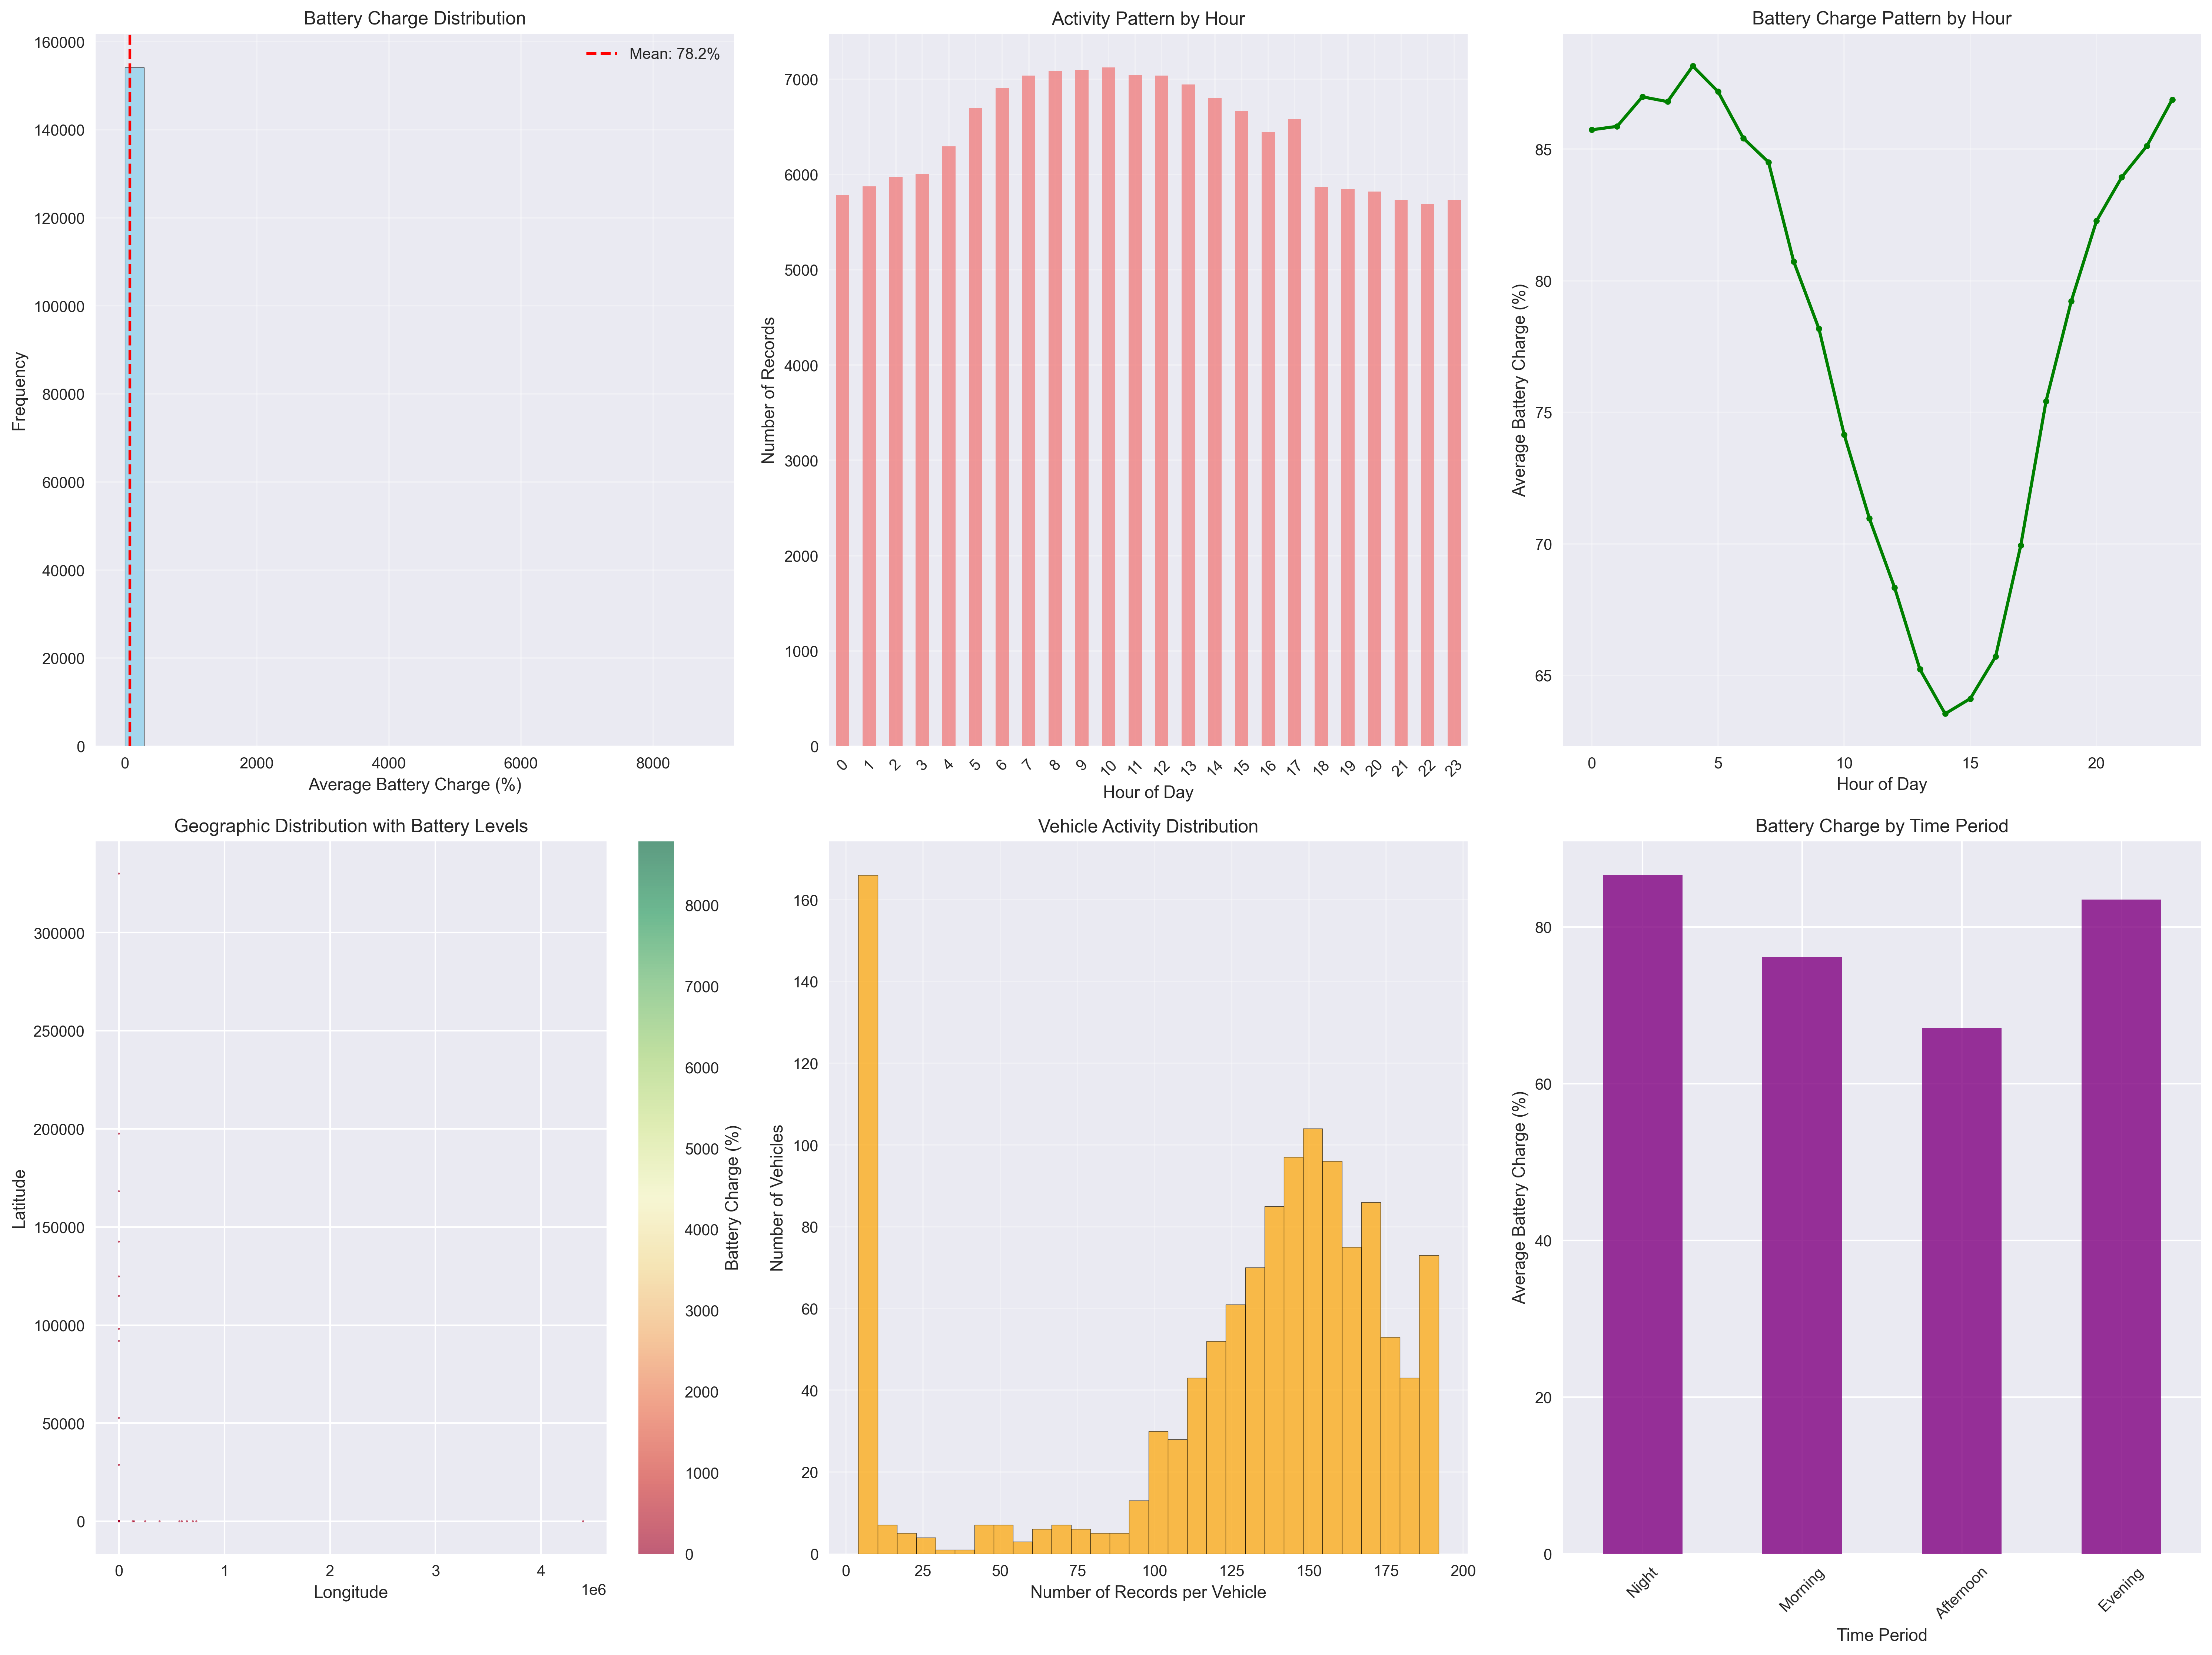 Battery Charge Distribution
160000
140000
120000
100000
80000
60000
40000
20000
0
Frequency
Mean: 78.2%
0 2000 4000 6000 8000
Average Battery Charge (%)
Activity Pattern by Hour
7000
6000
5000
4000
3000
2000
1000
0
Number of Records
0 1 2 3 4 5 6 7 8 9 10 11 12 13 14 15 16 17 18 19 20 21 22 23
Hour of Day
Battery Charge Pattern by Hour
85
80
75
70
65
Average Battery Charge (%)
0 5 10 15 20
Hour of Day
Geographic Distribution with Battery Levels
300000
250000
200000
150000
100000
50000
0
Latitude
0 1 2 3 4
1e6
Longitude
8000
7000
6000
5000
4000
3000
2000
1000
0
Battery Charge (%)
Vehicle Activity Distribution
160
140
120
100
80
60
40
20
0
Number of Vehicles
0 25 50 75 100 125 150 175 200
Number of Records per Vehicle
Battery Charge by Time Period
80
60
40
20
0
Average Battery Charge (%)
Night Morning Afternoon Evening
Time Period